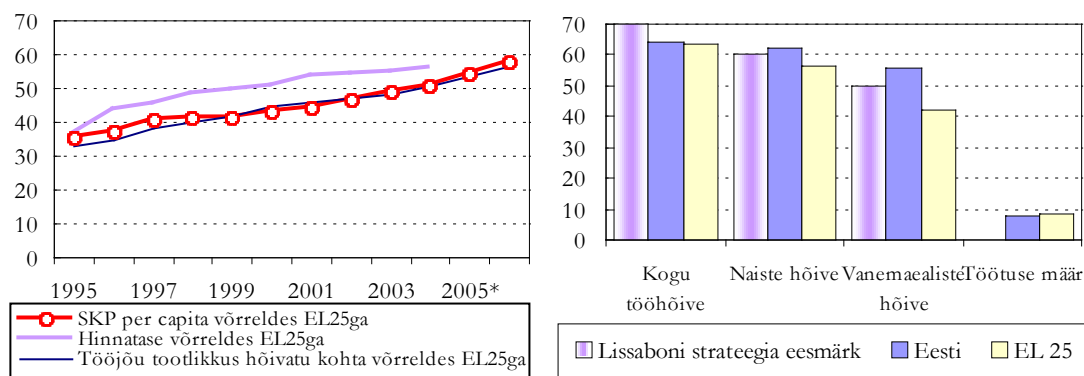 70
60
50
40
30
20
10
0
1995 1997 1999 2001 2003 2005*
SKP per capita võrreldes EL25ga
Hinnatase võrreldes EL25ga
Tööjõu tootlikkus hõivatu kohta võrreldes EL25ga
70
60
50
40
30
20
10
0
Kogu Naiste hõive Vanemaealiste Töötuse määr
tööhõive hõive
Lissaboni strateegia eesmärk Eesti EL 25